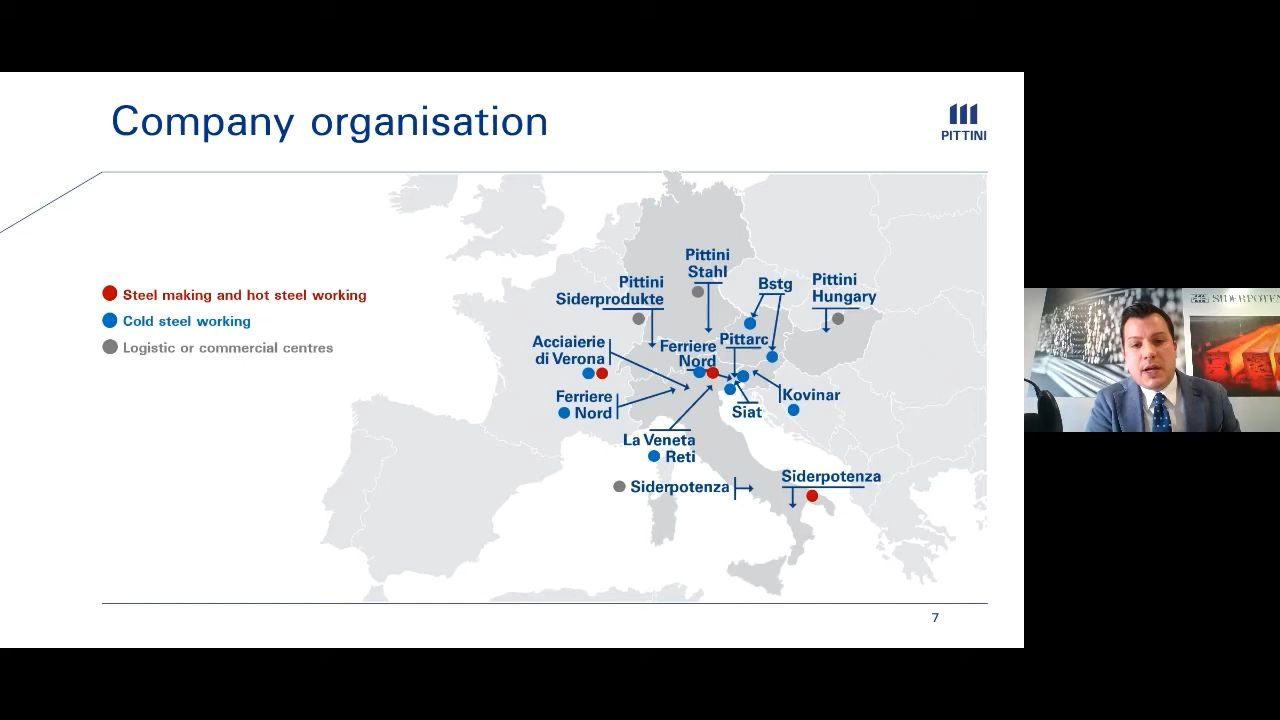 Company organisation
PITTINI
Steel making and hot steel working
Cold steel working
Logistic or commercial centres
Pittini
Stahl
Pittini
Siderprodukte
Bstg
Pittini
Hungary
Acciaierie
di Verona
Ferriere
Nord
Pittarc
Ferriere
Nord
Kovinar
Siat
La Veneta
Reti
Siderpotenza
Siderpotenza
7